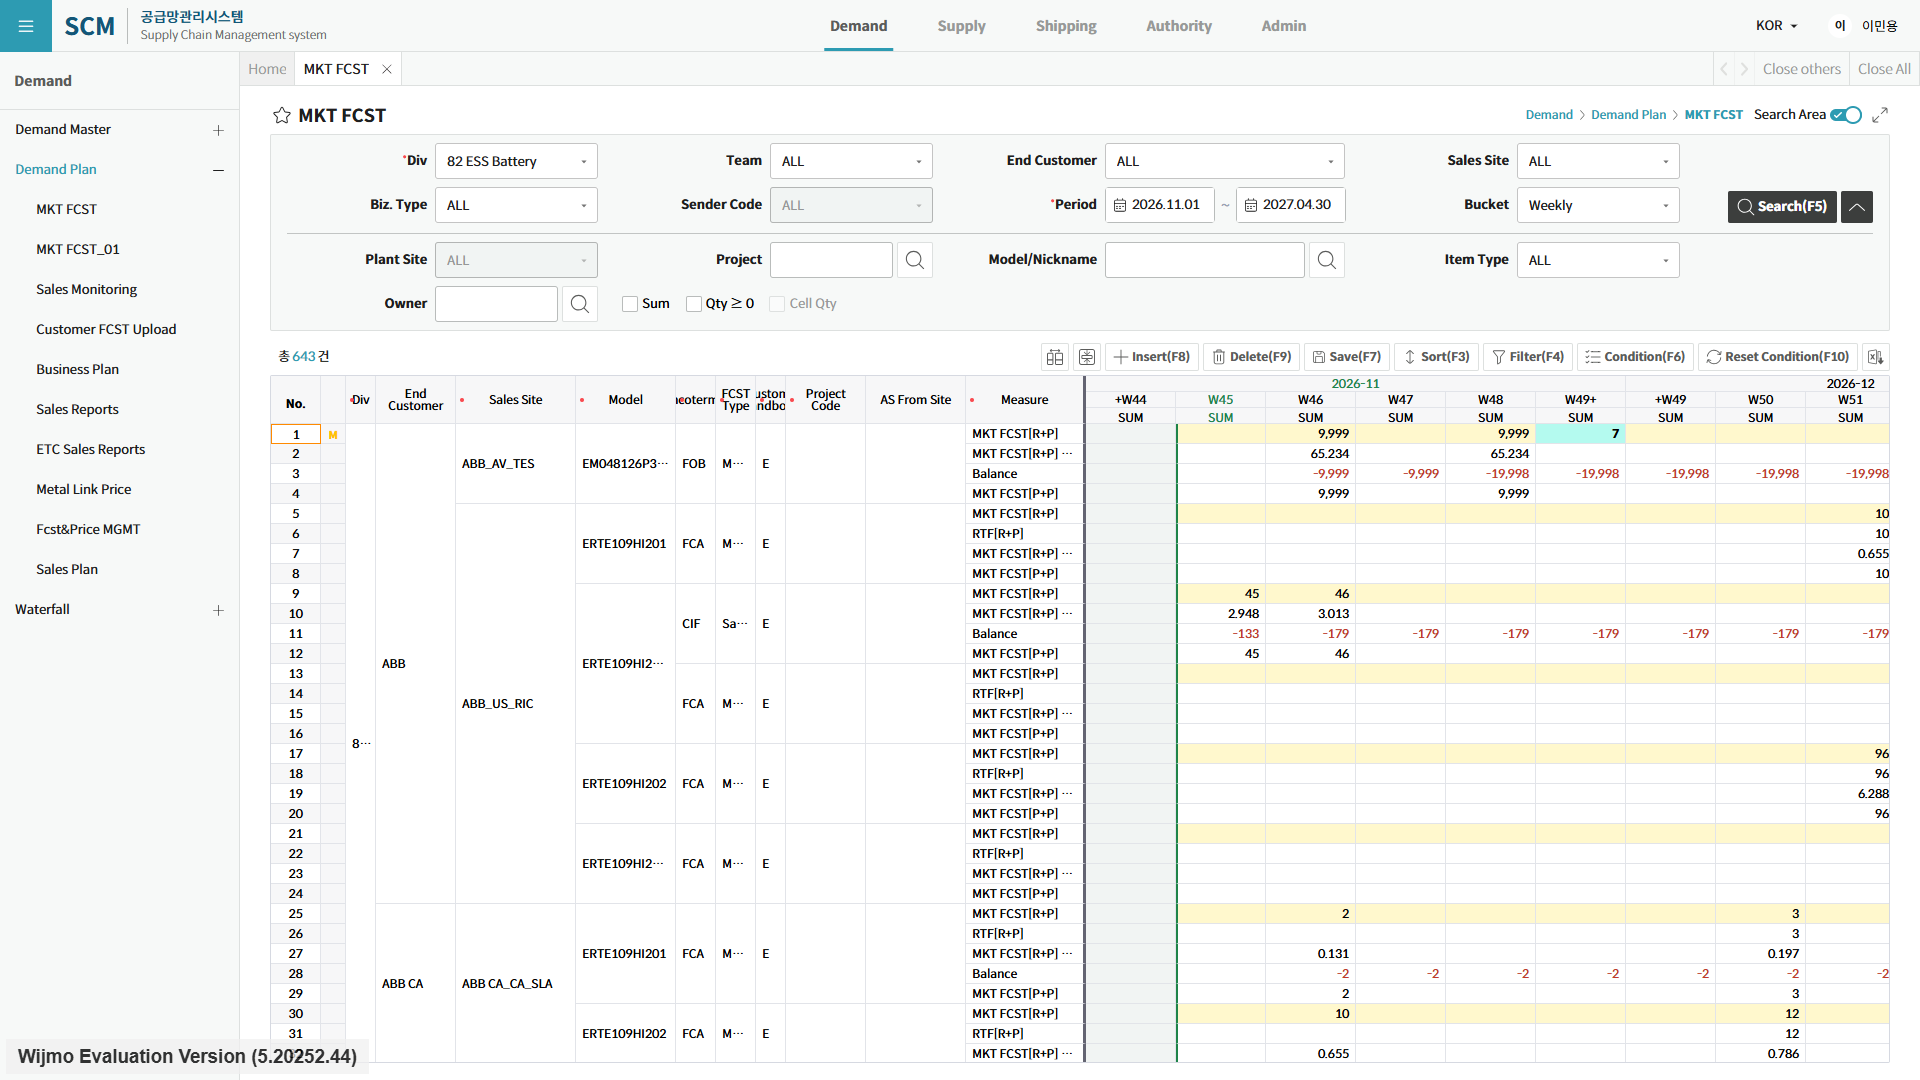 SCM 공급망관리시스템
Supply Chain Management system
Demand Supply Shipping Authority Admin
KOR 이 이민용
Demand
Demand Master
Demand Plan
MKT FCST
MKT FCST_01
Sales Monitoring
Customer FCST Upload
Business Plan
Sales Reports
ETC Sales Reports
Metal Link Price
Fcst&Price MGMT
Sales Plan
Waterfall
Home MKT FCST Close others Close All
MKT FCST
Demand > Demand Plan > MKT FCST Search Area
*Div 82 ESS Battery Team ALL End Customer ALL Sales Site ALL
Biz. Type ALL Sender Code ALL *Period 2026.11.01 ~ 2027.04.30 Bucket Weekly Search(F5)
Plant Site ALL Project Model/Nickname Item Type ALL
Owner Sum Qty ≥ 0 Cell Qty
총 643 건
Insert(F8) Delete(F9) Save(F7) Sort(F3) Filter(F4) Condition(F6) Reset Condition(F10)
No. Div End Customer Sales Site Model FCST Type Project Code AS From Site Measure
2026-11 2026-12
+W44 W45 W46 W47 W48 W49+ +W49 W50 W51
SUM SUM SUM SUM SUM SUM SUM SUM SUM
1 M MKT FCST[R+P] 9,999 9,999 7
2 MKT FCST[R+P] ··· 65.234 65.234
ABB_AV_TES EM048126P3··· FOB M··· E
3 Balance -9,999 -9,999 -19,998 -19,998 -19,998 -19,998 -19,998
4 MKT FCST[P+P] 9,999 9,999
5 MKT FCST[R+P] 10
6 RTF[R+P] 10
ERTE109HI201 FCA M··· E
7 MKT FCST[R+P] ··· 0.655
8 MKT FCST[P+P] 10
9 MKT FCST[R+P] 45 46
10 MKT FCST[R+P] ··· 2.948 3.013
CIF Sa··· E
11 Balance -133 -179 -179 -179 -179 -179 -179 -179
12 MKT FCST[P+P] 45 46
ABB ERTE109HI2···
13 MKT FCST[R+P]
14 RTF[R+P]
ABB_US_RIC FCA M··· E
15 MKT FCST[R+P] ···
16 MKT FCST[P+P]
8···
17 MKT FCST[R+P] 96
18 RTF[R+P] 96
ERTE109HI202 FCA M··· E
19 MKT FCST[R+P] ··· 6.288
20 MKT FCST[P+P] 96
21 MKT FCST[R+P]
22 RTF[R+P]
ERTE109HI2··· FCA M··· E
23 MKT FCST[R+P] ···
24 MKT FCST[P+P]
25 MKT FCST[R+P] 2 3
26 RTF[R+P] 3
27 ERTE109HI201 FCA M··· E MKT FCST[R+P] ··· 0.131 0.197
28 Balance -2 -2 -2 -2 -2 -2 -2
ABB CA ABB CA_CA_SLA
29 MKT FCST[P+P] 2 3
30 MKT FCST[R+P] 10 12
31 ERTE109HI202 FCA M··· E RTF[R+P] 12
MKT FCST[R+P] ··· 0.655 0.786
Wijmo Evaluation Version (5.20252.44)